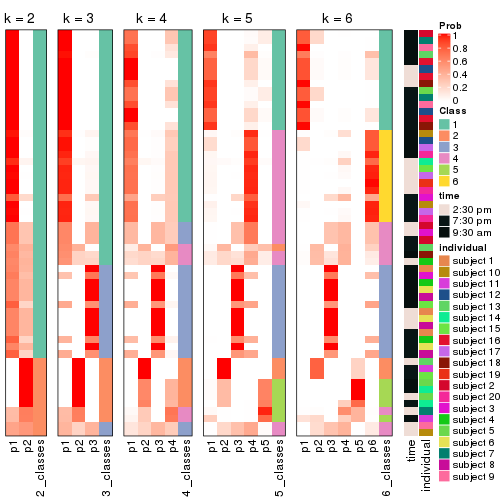 k = 2
k = 3
k = 4
k = 5
k = 6
Prob
1
0.8
0.6
0.4
0.2
0
Class
1
2
3
4
5
6
time
2:30 pm
7:30 pm
9:30 am
individual
subject 1
subject 10
subject 11
subject 12
subject 13
subject 14
subject 15
subject 16
subject 17
subject 18
subject 19
subject 2
subject 20
subject 3
subject 4
subject 5
subject 6
subject 7
subject 8
subject 9
p1
p2
2_classes
p1
p2
p3
3_classes
p1
p2
p3
p4
4_classes
p1
p2
p3
p4
p5
5_classes
p1
p2
p3
p4
p5
p6
6_classes
time
individual